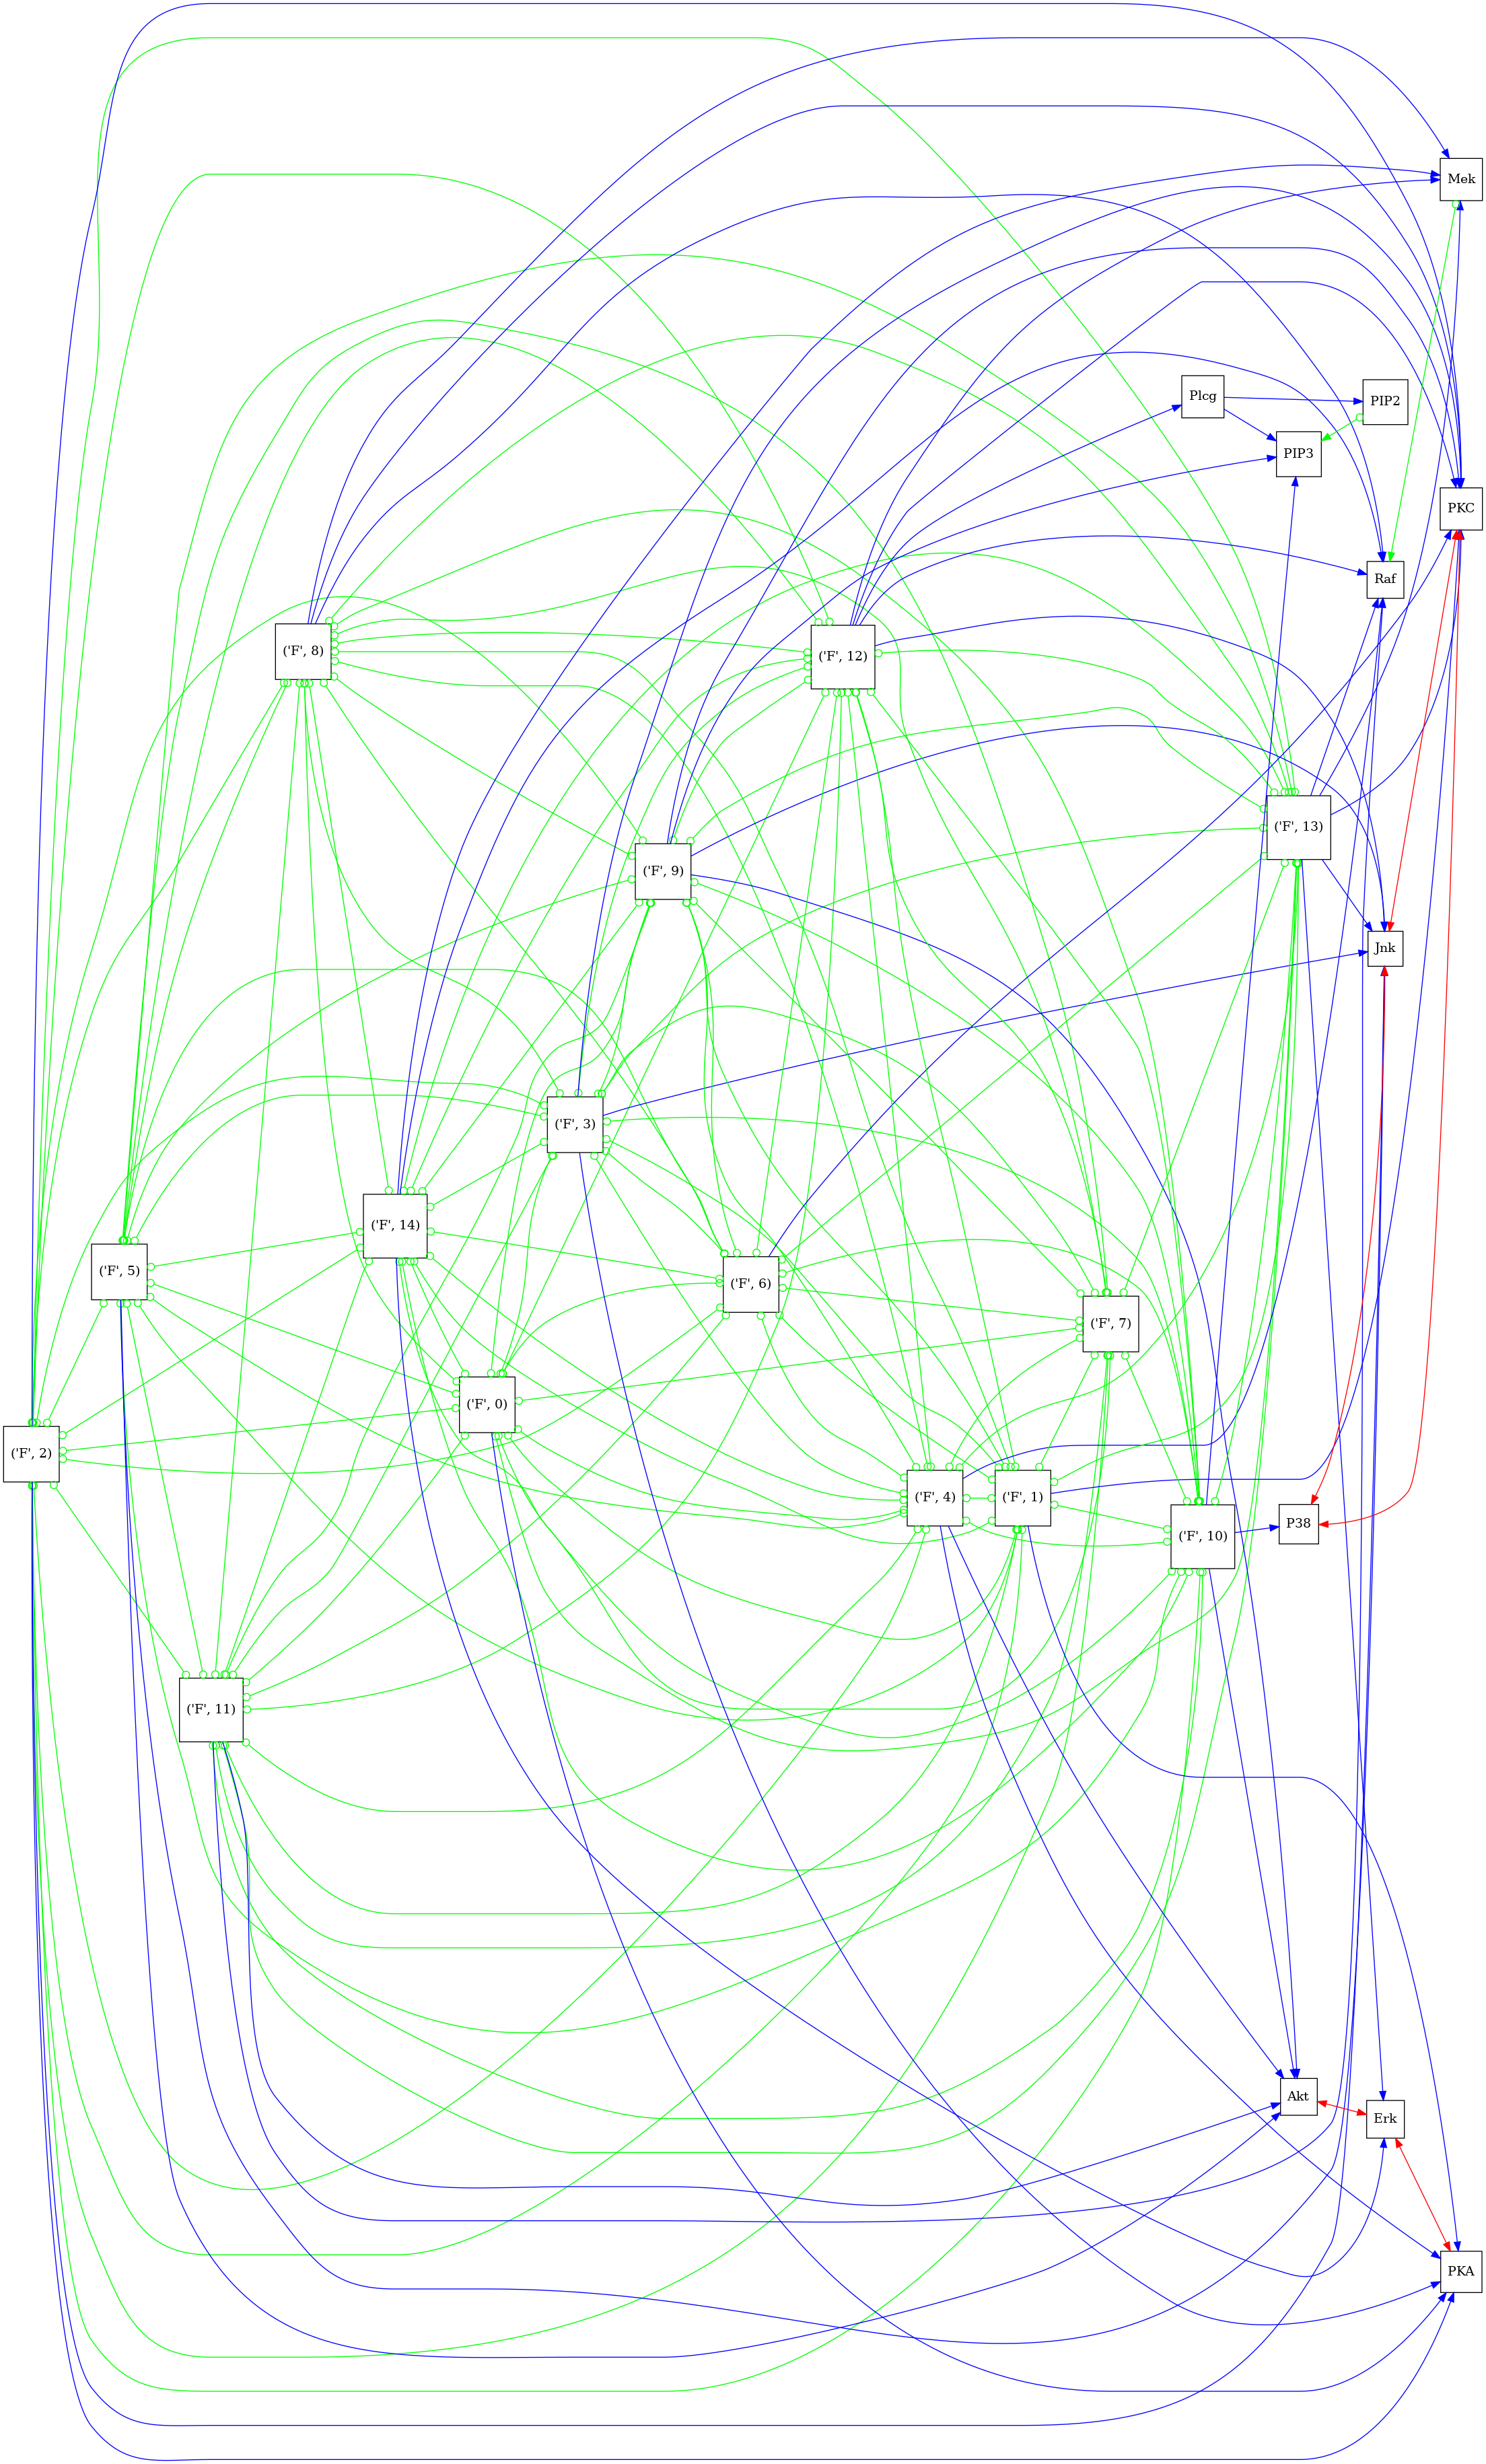 Mek
Plcg
PIP2
PIP3
PKC
Raf
('F', 8)
('F', 12)
('F', 13)
('F', 9)
Jnk
('F', 3)
('F', 14)
('F', 5)
('F', 6)
('F', 7)
('F', 0)
('F', 2)
('F', 4)
('F', 1)
P38
('F', 10)
('F', 11)
Akt
Erk
PKA